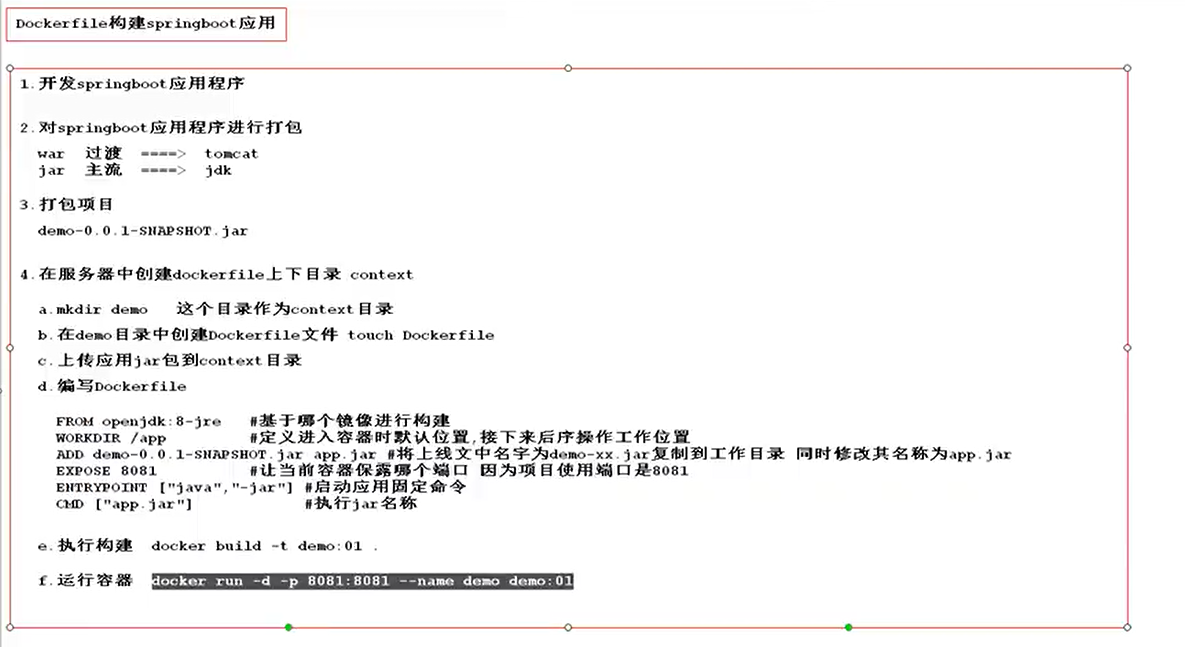 Dockerfile构建springboot应用
1.开发springboot应用程序
2.对springboot应用程序进行打包
war 过渡 ====> tomcat
jar 主流 ====> jdk
3.打包项目
demo-0.0.1-SNAPSHOT.jar
4.在服务器中创建dockerfile上下目录 context
a.mkdir demo 这个目录作为context目录
b.在demo目录中创建Dockerfile文件 touch Dockerfile
c.上传应用jar包到context目录
d.编写Dockerfile
FROM openjdk:8-jre #基于哪个镜像进行构建
WORKDIR /app #定义进入容器时默认位置,接下来后序操作工作位置
ADD demo-0.0.1-SNAPSHOT.jar app.jar #将上线文中名字为demo-xx.jar复制到工作目录 同时修改其名称为app.jar
EXPOSE 8081 #让当前容器保露哪个端口 因为项目使用端口是8081
ENTRYPOINT ["java","-jar"] #启动应用固定命令
CMD ["app.jar"] #执行jar名称
e.执行构建 docker build -t demo:01 .
f.运行容器 docker run -d -p 8081:8081 --name demo demo:01